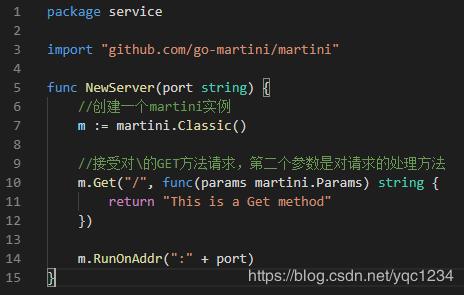 1 package service
2
3 import "github.com/go-martini/martini"
4
5 func NewServer(port string) {
6     //创建一个martini实例
7     m := martini.Classic()
8
9     //接受对\的GET方法请求，第二个参数是对请求的处理方法
10     m.Get("/", func(params martini.Params) string {
11         return "This is a Get method"
12     })
13
14     m.RunOnAddr(":" + port)
15 }
https://blog.csdn.net/yqc1234